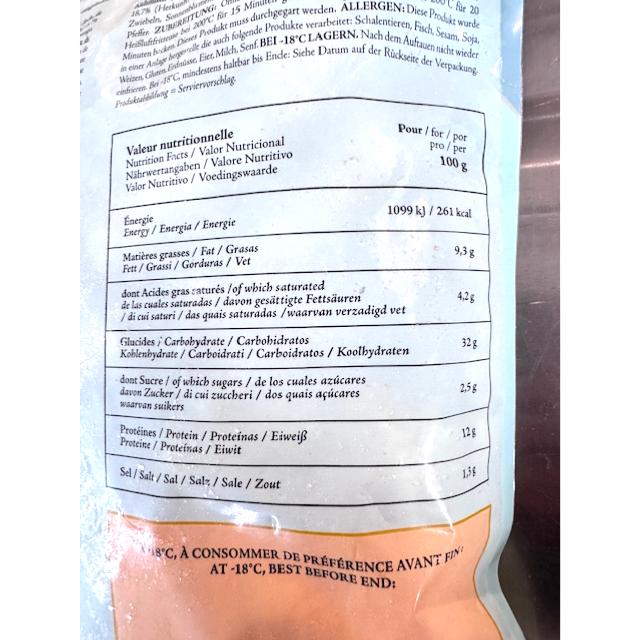 200°C für 20
18,7% (Herkunft
Zwiebeln, Sonnenblumen
Pfeffer. ZUBEREITUNG:
Heißluftfritteuse bei 200°C für 15 Minuten
Minuten backen. Dieses Produkt muss durchgegart werden. ALLERGEN: Diese Produkt wurde
in einer Anlage hergestellt die auch folgende Produkte verarbeitet: Schalentieren, Fisch, Sesam, Soja,
Weizen, Gluten, Erdnüsse, Eier, Milch, Senf. BEI -18°C LAGERN. Nach dem Auftauen nicht wieder
einfrieren. Bei -18°C, mindestens haltbar bis Ende: Siehe Datum auf der Rückseite der Verpackung.
Produktabbildung = Serviervorschlag.
Valeur nutritionnelle
Nutrition Facts / Valor Nutricional
Nährwertangaben / Valore Nutritivo
Valor Nutritivo / Voedingswaarde
Pour / for / por
pro / per
100 g
Énergie
Energy / Energia / Energie
1099 kJ / 261 kcal
Matières grasses / Fat / Grasas
Fett / Grassi / Gorduras / Vet
9,3 g
dont Acides gras saturés /of which saturated
de las cuales saturadas / davon gesättigte Fettsäuren
/ di cui saturi / das quais saturadas /waarvan verzadigd vet
4,2 g
Glucides / Carbohydrate / Carbohidratos
Kohlenhydrate / Carboidrati / Carboidratos / Koolhydraten
32 g
dont Sucre / of which sugars / de los cuales azúcares
davon Zucker / di cui zuccheri / dos quais açúcares
waarvan suikers
2,5 g
Protéines / Protein / Proteínas / Eiweiß
Proteine / Proteínas / Eiwit
12 g
Sel / Salt / Sal / Salz / Sale / Zout
1,3 g
-18°C, À CONSOMMER DE PRÉFÉRENCE AVANT FIN:
AT -18°C, BEST BEFORE END: